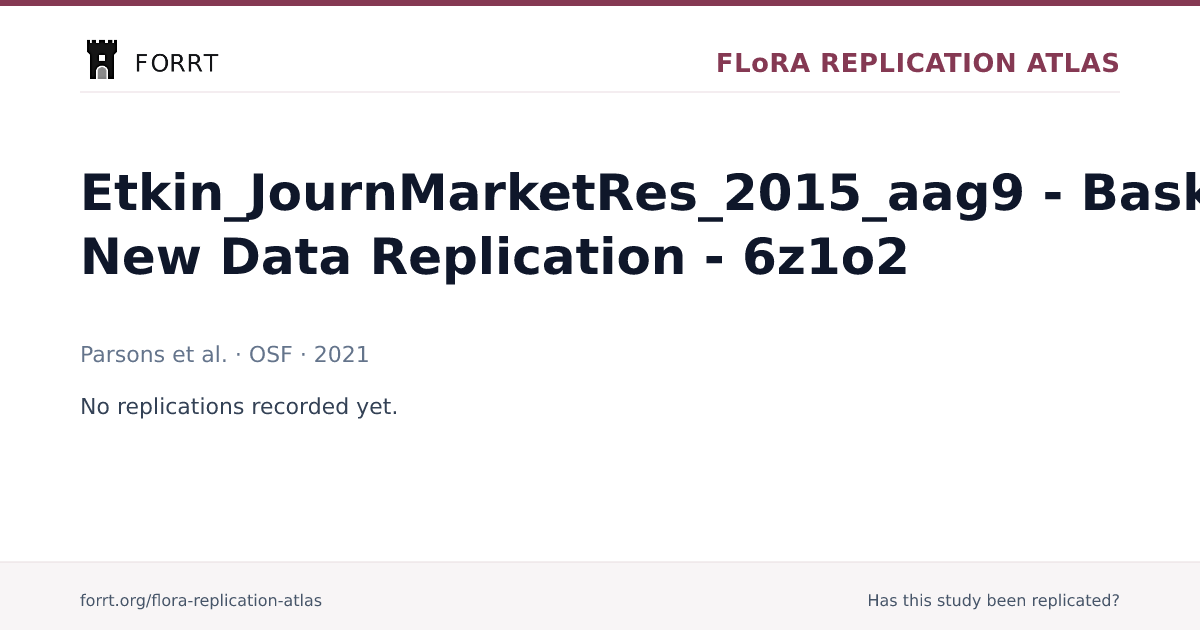 FORRT
FLoRA REPLICATION ATLAS
Etkin_JournMarketRes_2015_aag9 - Bask
New Data Replication - 6z1o2
Parsons et al. · OSF · 2021
No replications recorded yet.
forrt.org/flora-replication-atlas
Has this study been replicated?